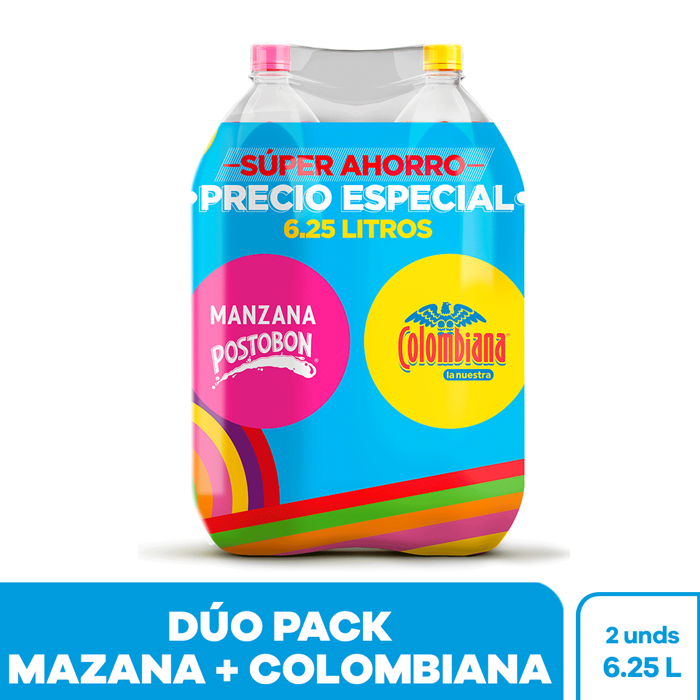 SÚPER AHORRO
PRECIO ESPECIAL
6.25 LITROS
MANZANA
POSTOBON®
Colombiana®
la nuestra
DÚO PACK
MAZANA + COLOMBIANA
2 unds
6.25 L